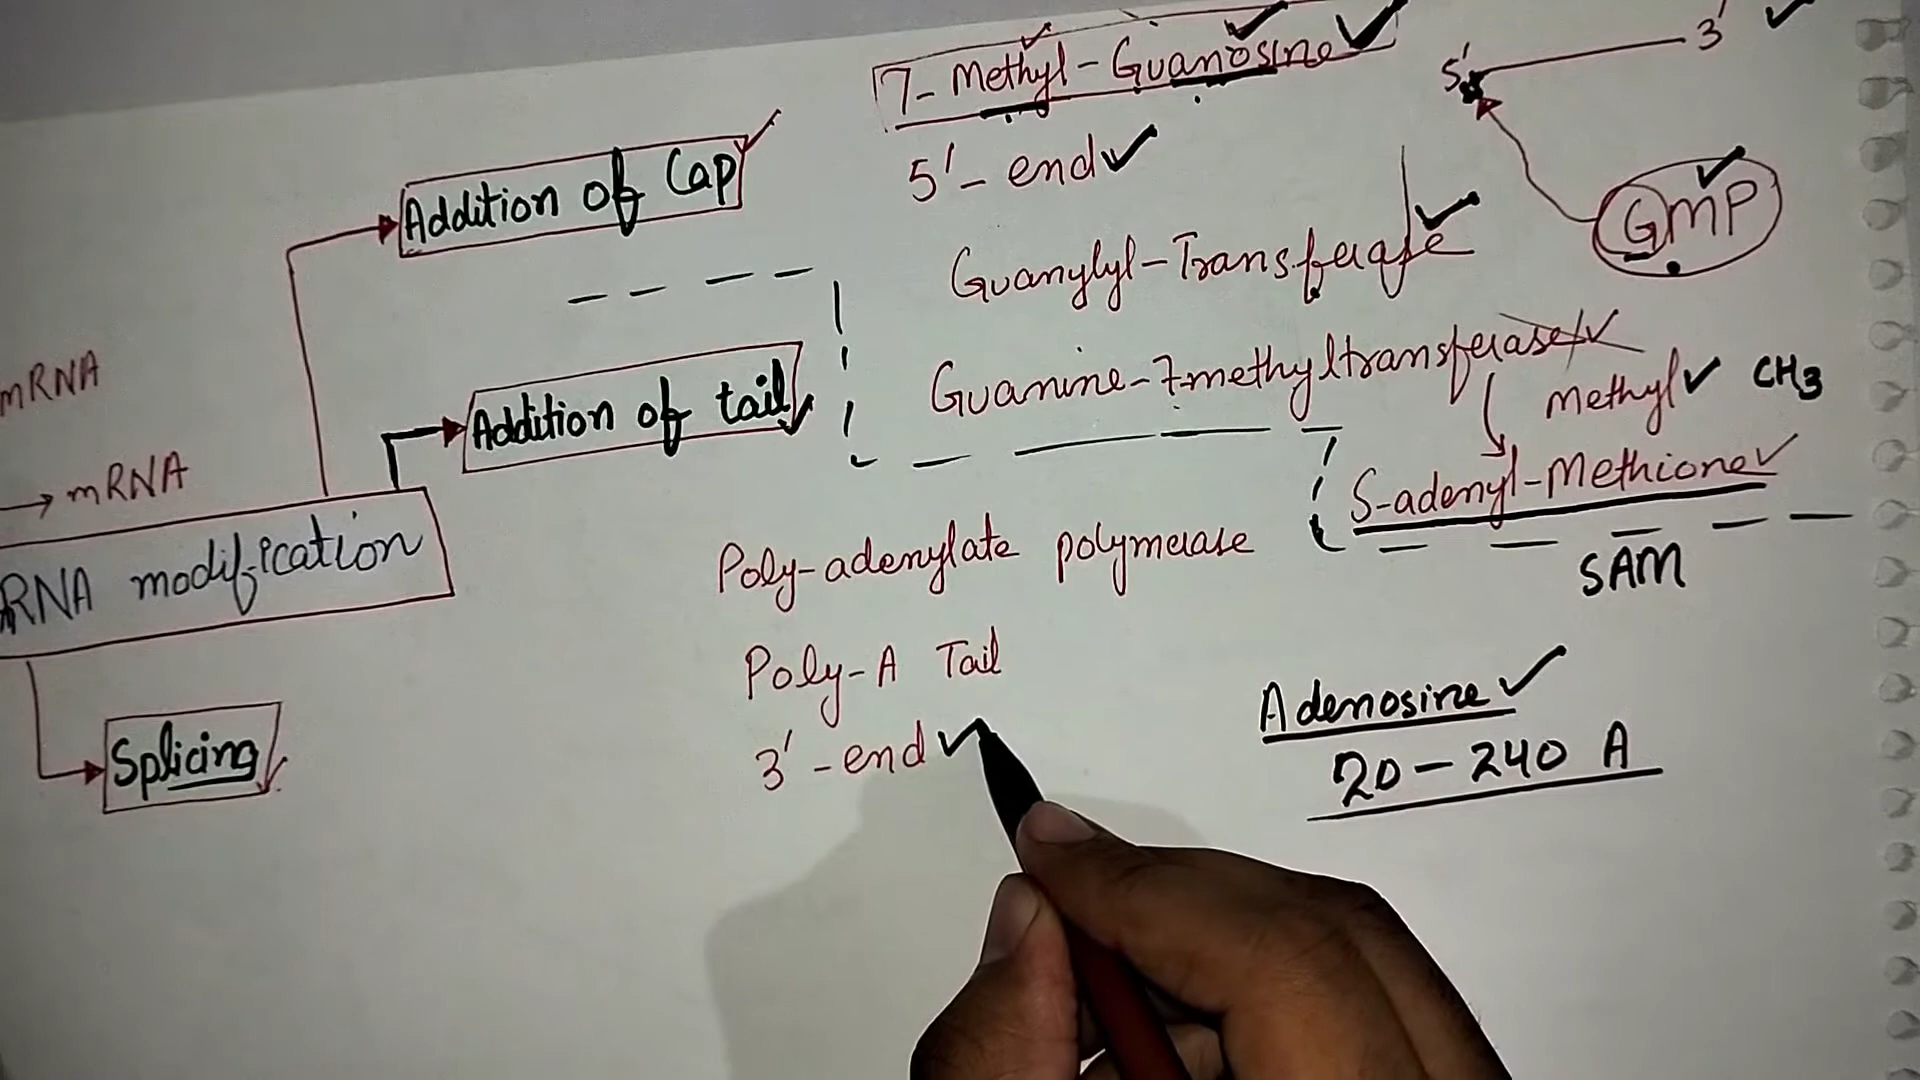 7-Methyl-Guanosine
5' 3'
5'-end
GMP
Addition of Cap
Guanylyl-Transferase
Guanine-7-methyltransferase
Methyl CH3
S-adenyl-Methione
SAM
Addition of tail
mRNA
→ mRNA
RNA modification
Poly-adenylate polymerase
Poly-A Tail
3'-end
Adenosine
20-240 A
Splicing